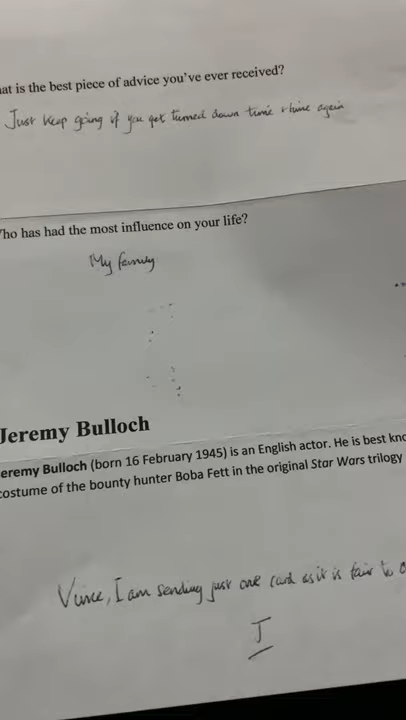 at is the best piece of advice you've ever received?
Just keep going if you get turned down time & time again
ho has had the most influence on your life?
My family
Jeremy Bulloch
eremy Bulloch (born 16 February 1945) is an English actor. He is best kno
costume of the bounty hunter Boba Fett in the original Star Wars trilogy
Vince, I am sending just one card as it is fair to o
J